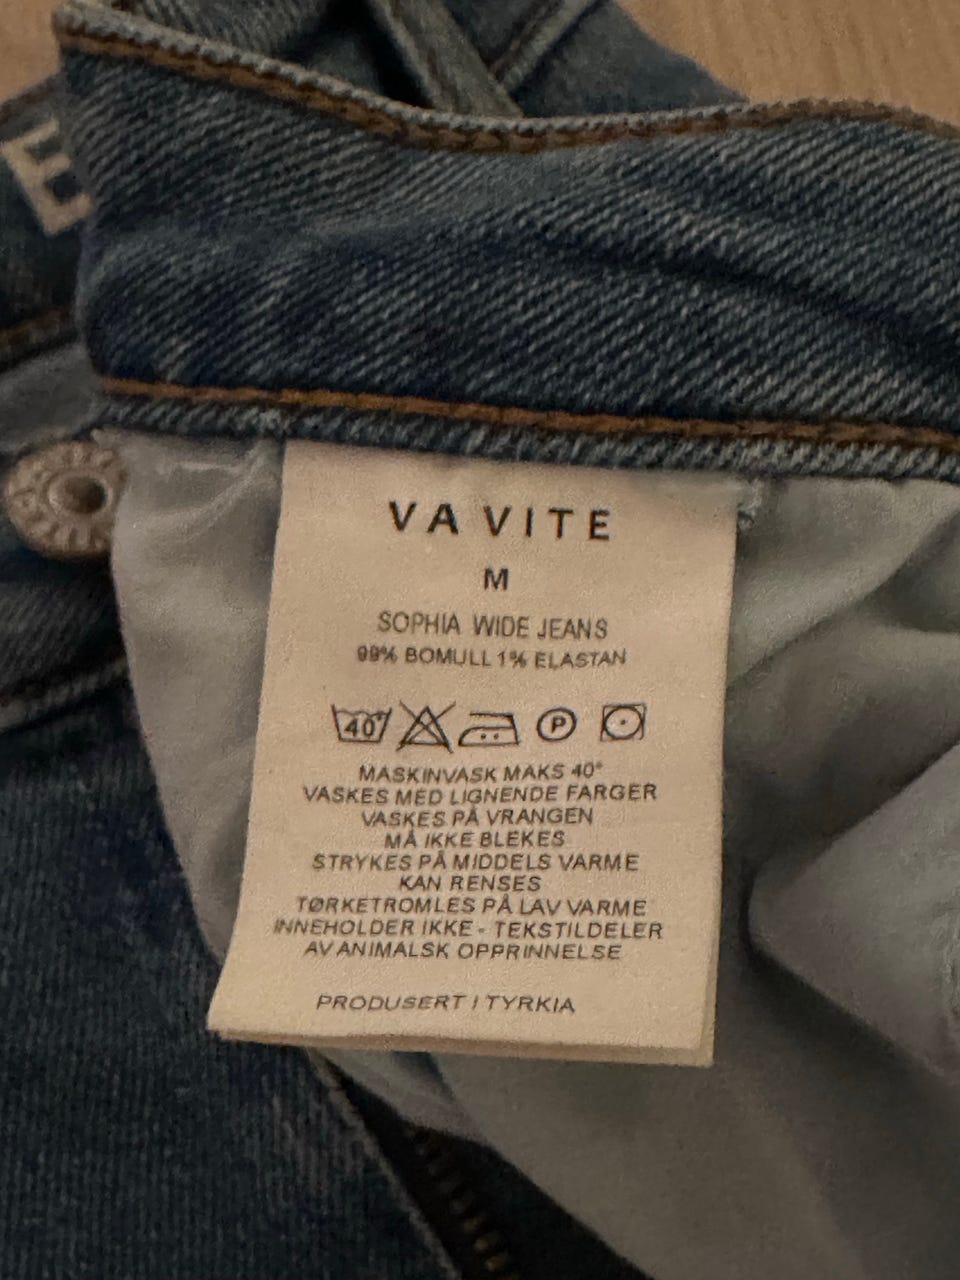 E
VAVITE
M
SOPHIA WIDE JEANS
99% BOMULL 1% ELASTAN
40 P
MASKINVASK MAKS 40°
VASKES MED LIGNENDE FARGER
VASKES PÅ VRANGEN
MÅ IKKE BLEKES
STRYKES PÅ MIDDELS VARME
KAN RENSES
TØRKETROMLES PÅ LAV VARME
INNEHOLDER IKKE - TEKSTILDELER
AV ANIMALSK OPPRINNELSE
PRODUSERT I TYRKIA